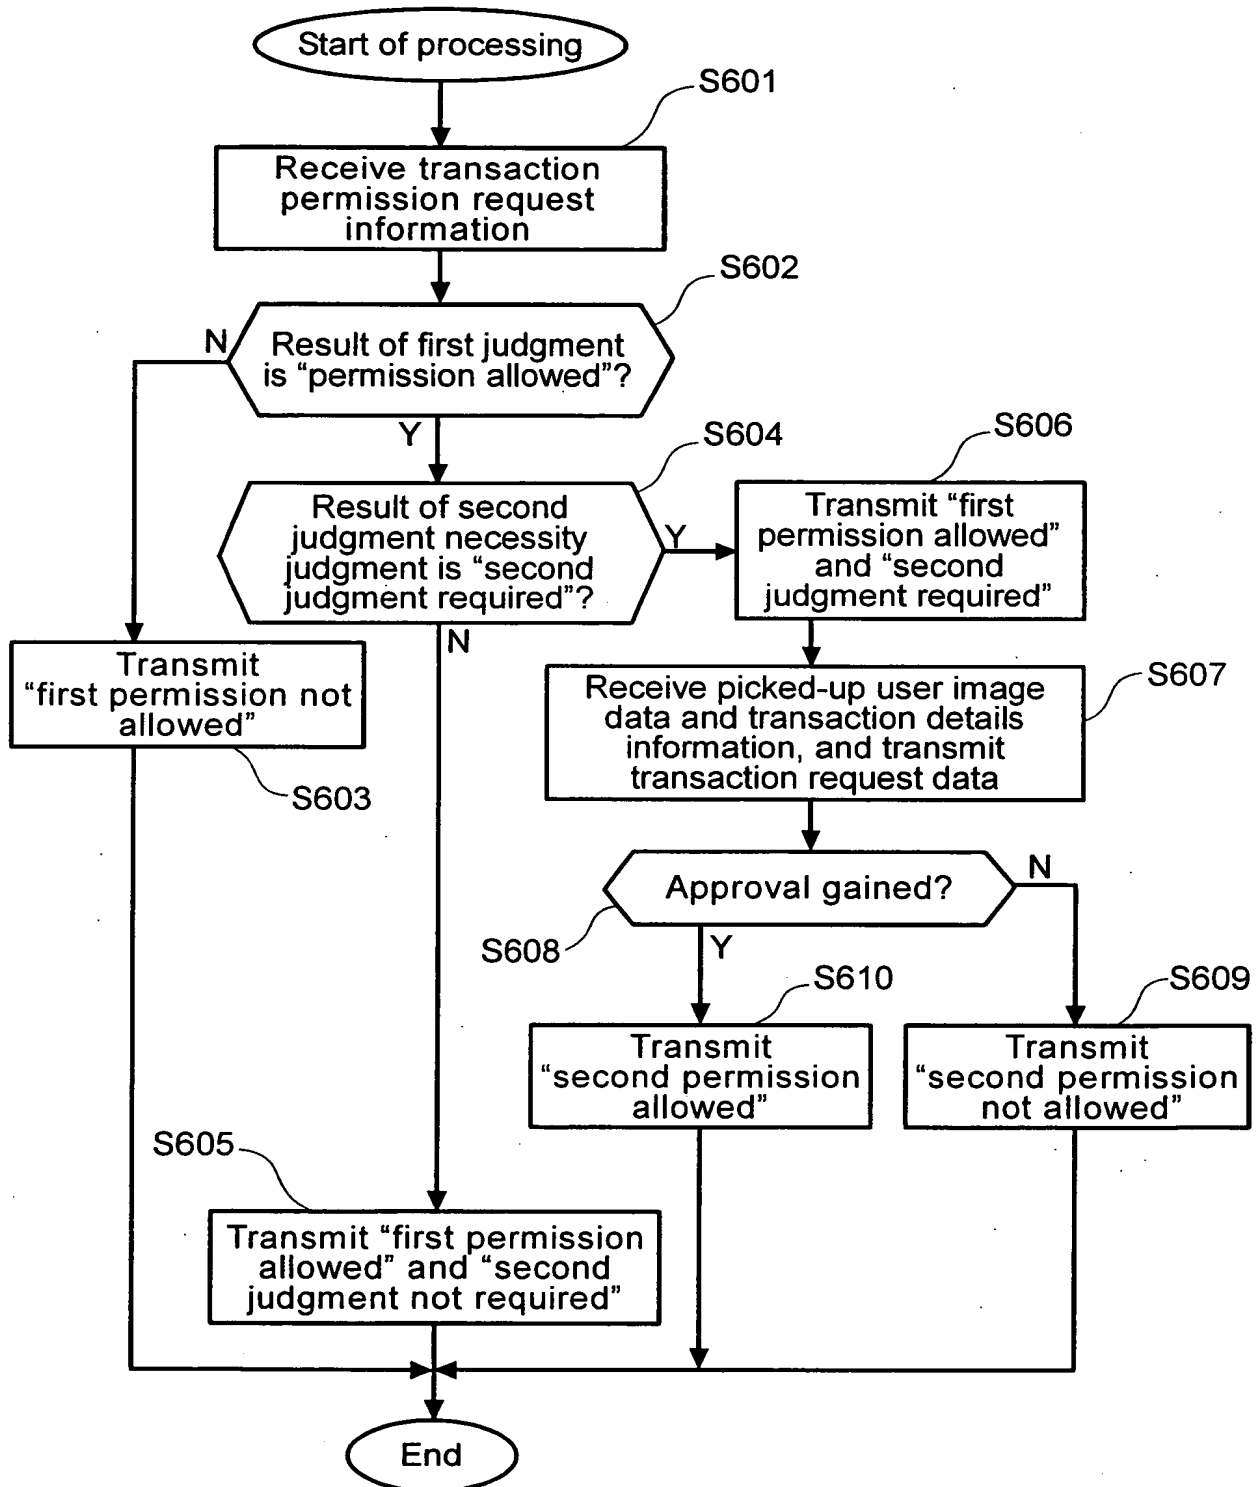 Start of processing
S601
Receive transaction
permission request
information
S602
N
Result of first judgment
is “permission allowed”?
Y
S604
S606
Result of second
judgment necessity
judgment is “second
judgment required”?
Y
Transmit “first
permission allowed”
and “second
judgment required”
N
Transmit
“first permission not
allowed”
S603
S607
Receive picked-up user image
data and transaction details
information, and transmit
transaction request data
Approval gained?
N
S608
Y
S610
S609
Transmit
“second permission
allowed”
Transmit
“second permission
not allowed”
S605
Transmit “first permission
allowed” and “second
judgment not required”
End